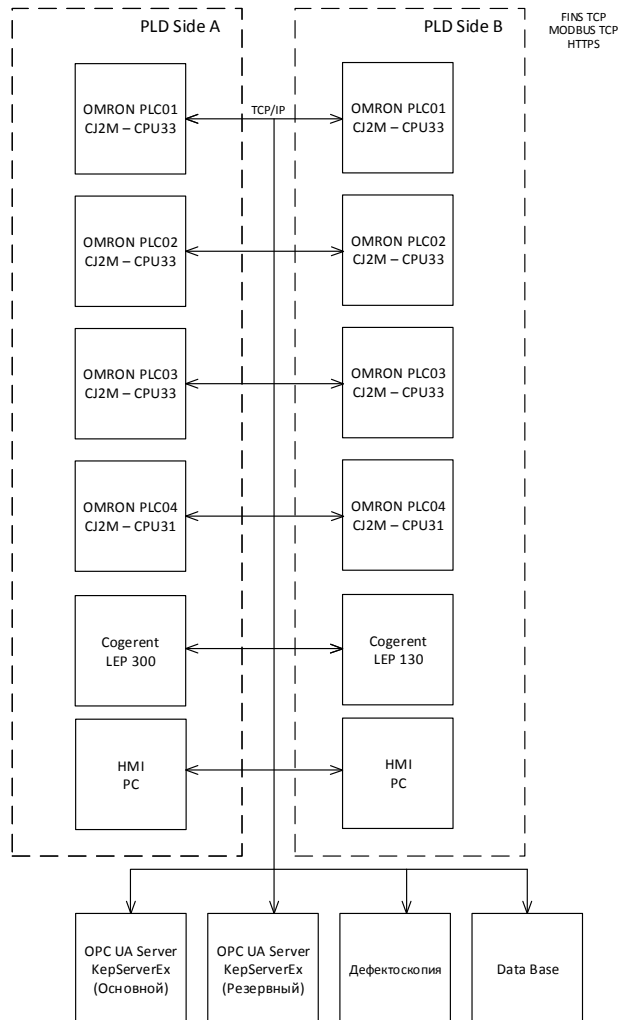 PLD Side A
PLD Side B
FINS TCP
MODBUS TCP
HTTPS
OMRON PLC01
CJ2M – CPU33
TCP/IP
OMRON PLC01
CJ2M – CPU33
OMRON PLC02
CJ2M – CPU33
OMRON PLC02
CJ2M – CPU33
OMRON PLC03
CJ2M – CPU33
OMRON PLC03
CJ2M – CPU33
OMRON PLC04
CJ2M – CPU31
OMRON PLC04
CJ2M – CPU31
Cogerent
LEP 300
Cogerent
LEP 130
HMI
PC
HMI
PC
OPC UA Server
KepServerEx
(Основной)
OPC UA Server
KepServerEx
(Резервный)
Дефектоскопия
Data Base